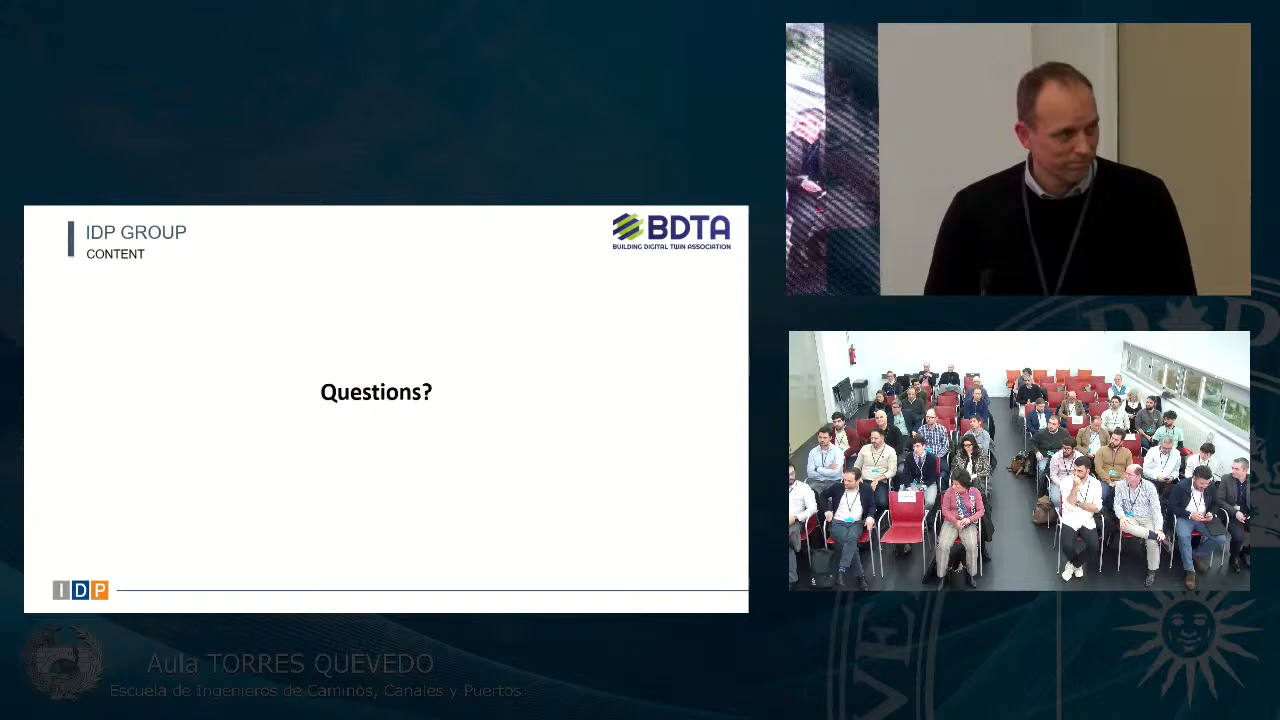 IDP GROUP
CONTENT
BDTA
BUILDING DIGITAL TWIN ASSOCIATION
Questions?
IDP
Aula TORRES QUEVEDO
Escuela de Ingenieros de Caminos, Canales y Puertos